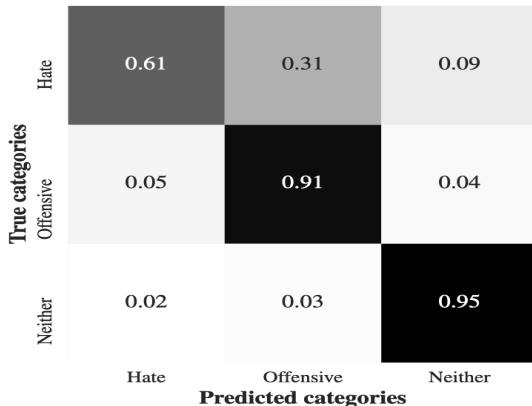 True categories
Hate
0.61 0.31 0.09
Offensive
0.05 0.91 0.04
Neither
0.02 0.03 0.95
Hate Offensive Neither
Predicted categories